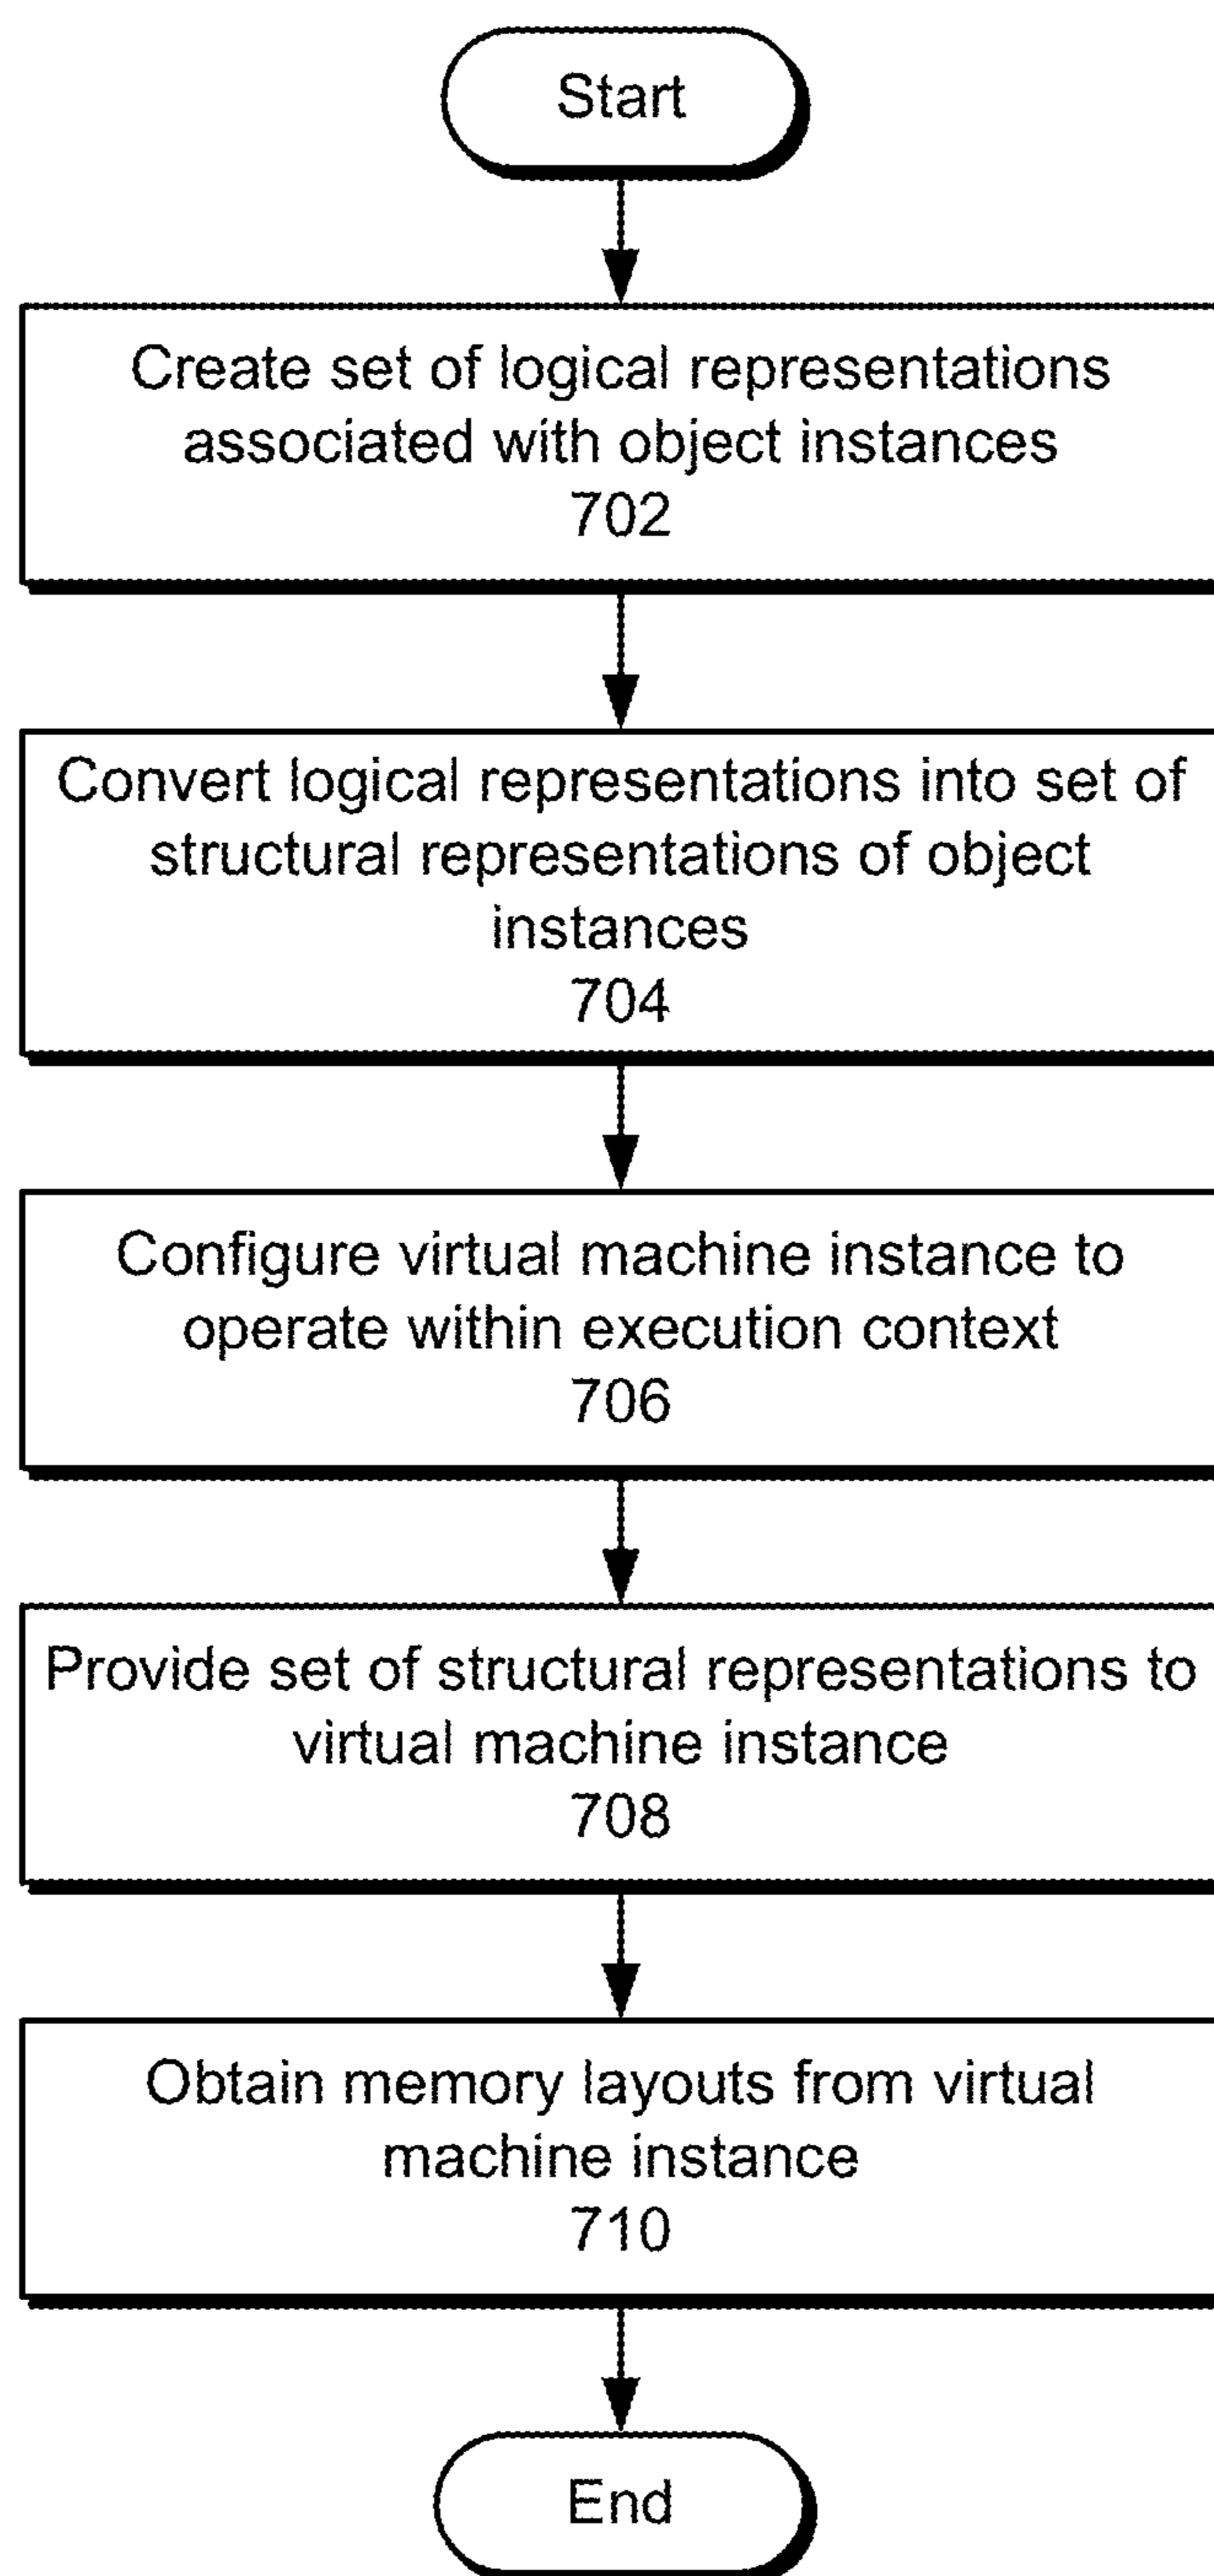 Start
Create set of logical representations
associated with object instances
702
Convert logical representations into set of
structural representations of object
instances
704
Configure virtual machine instance to
operate within execution context
706
Provide set of structural representations to
virtual machine instance
708
Obtain memory layouts from virtual
machine instance
710
End